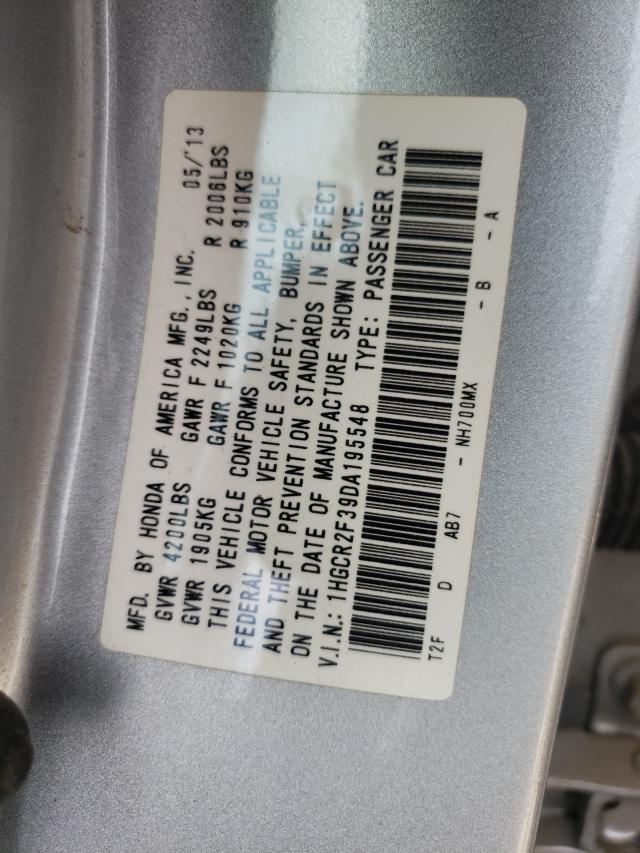 MFD. BY HONDA OF AMERICA MFG., INC. 05/'13
GVWR 4200LBS GAWR F 2249LBS R 2006LBS
GVWR 1905KG GAWR F 1020KG R 910KG
THIS VEHICLE CONFORMS TO ALL APPLICABLE
FEDERAL MOTOR VEHICLE SAFETY, BUMPER,
AND THEFT PREVENTION STANDARDS IN EFFECT
ON THE DATE OF MANUFACTURE SHOWN ABOVE.
V.I.N.: 1HGCR2F39DA195548 TYPE: PASSENGER CAR
T2F D AB7 - NH700MX - B - A